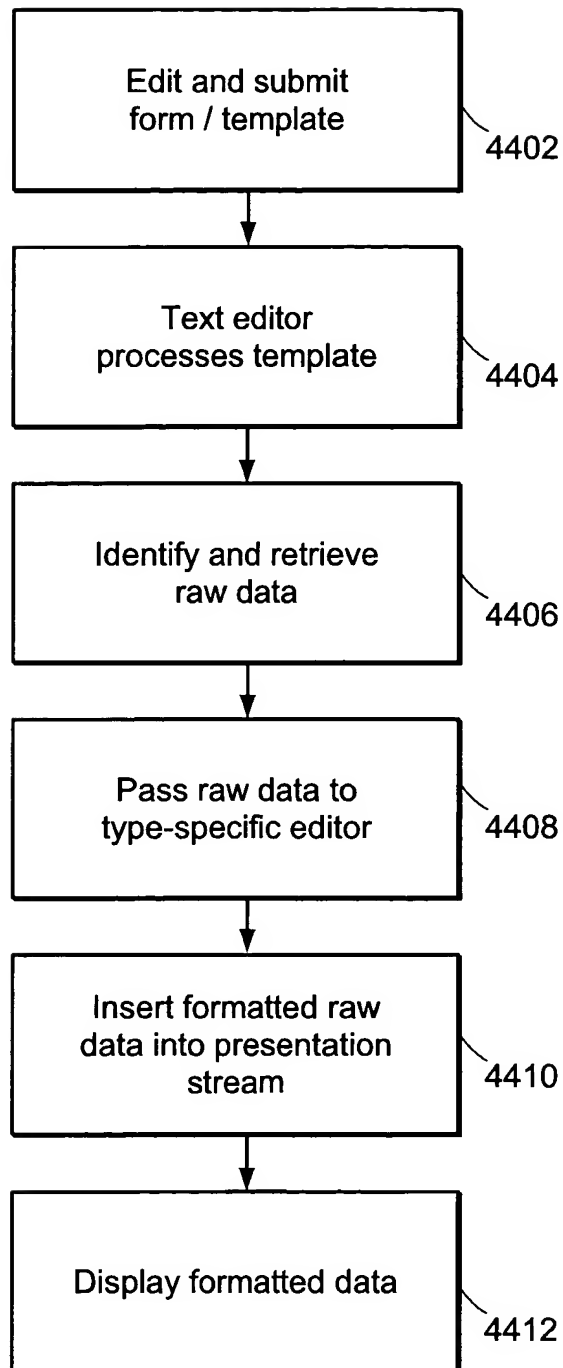 Edit and submit
form / template
4402
Text editor
processes template
4404
Identify and retrieve
raw data
4406
Pass raw data to
type-specific editor
4408
Insert formatted raw
data into presentation
stream
4410
Display formatted data
4412